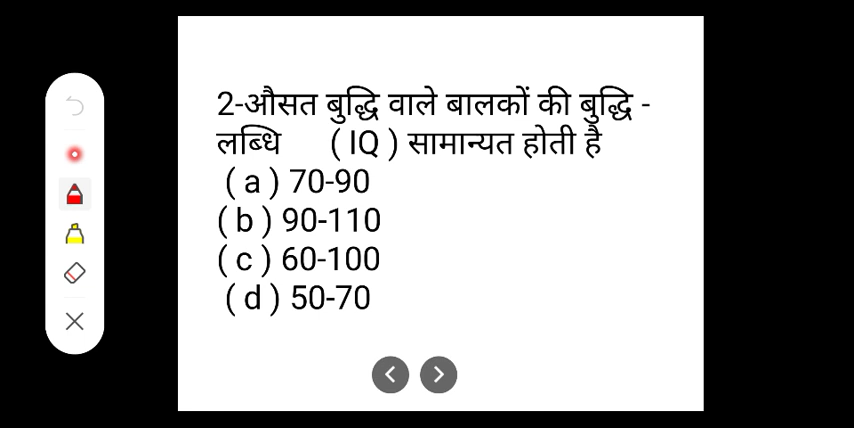 2-औसत बुद्धि वाले बालकों की बुद्धि -
लब्धि ( IQ ) सामान्यत होती है
( a ) 70-90
( b ) 90-110
( c ) 60-100
( d ) 50-70